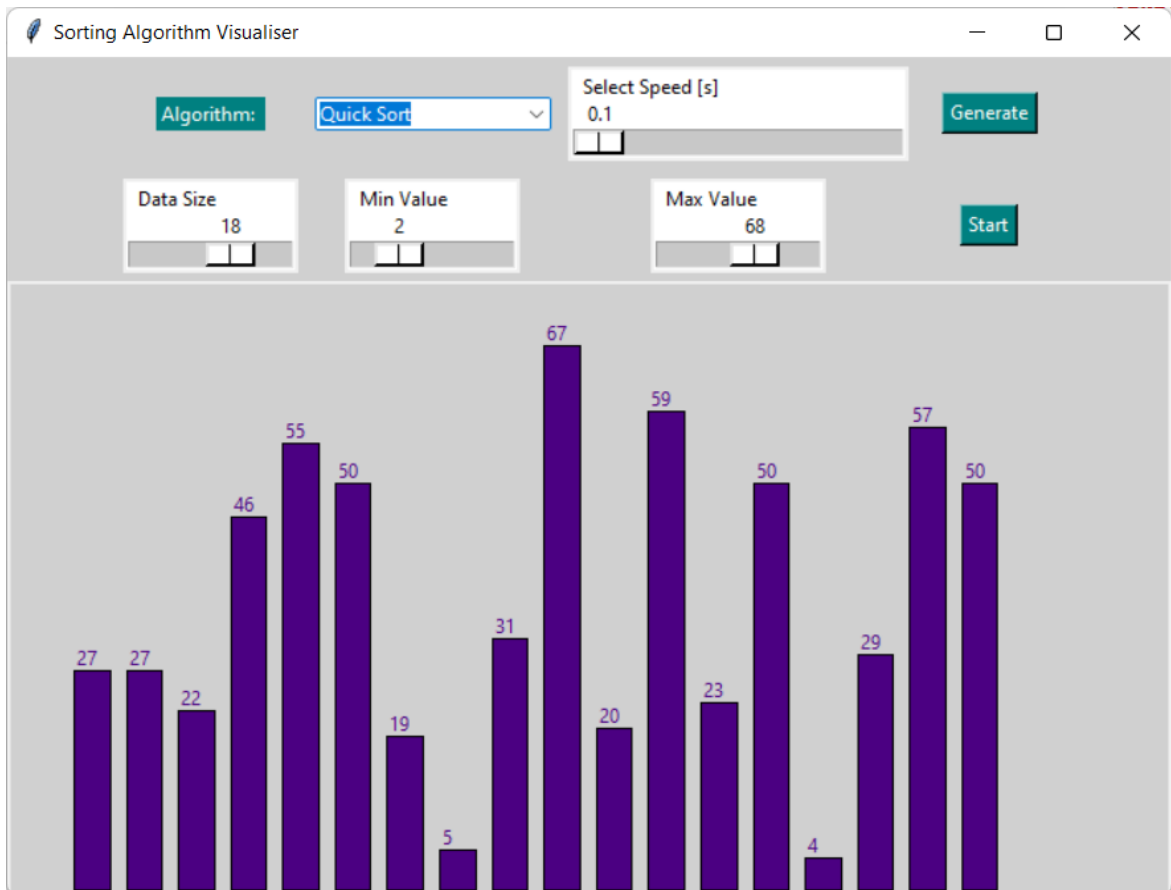 Sorting Algorithm Visualiser
Algorithm:
Quick Sort
Select Speed [s]
0.1
Generate
Data Size
18
Min Value
2
Max Value
68
Start
27
27
22
46
55
50
19
5
31
67
20
59
23
50
4
29
57
50